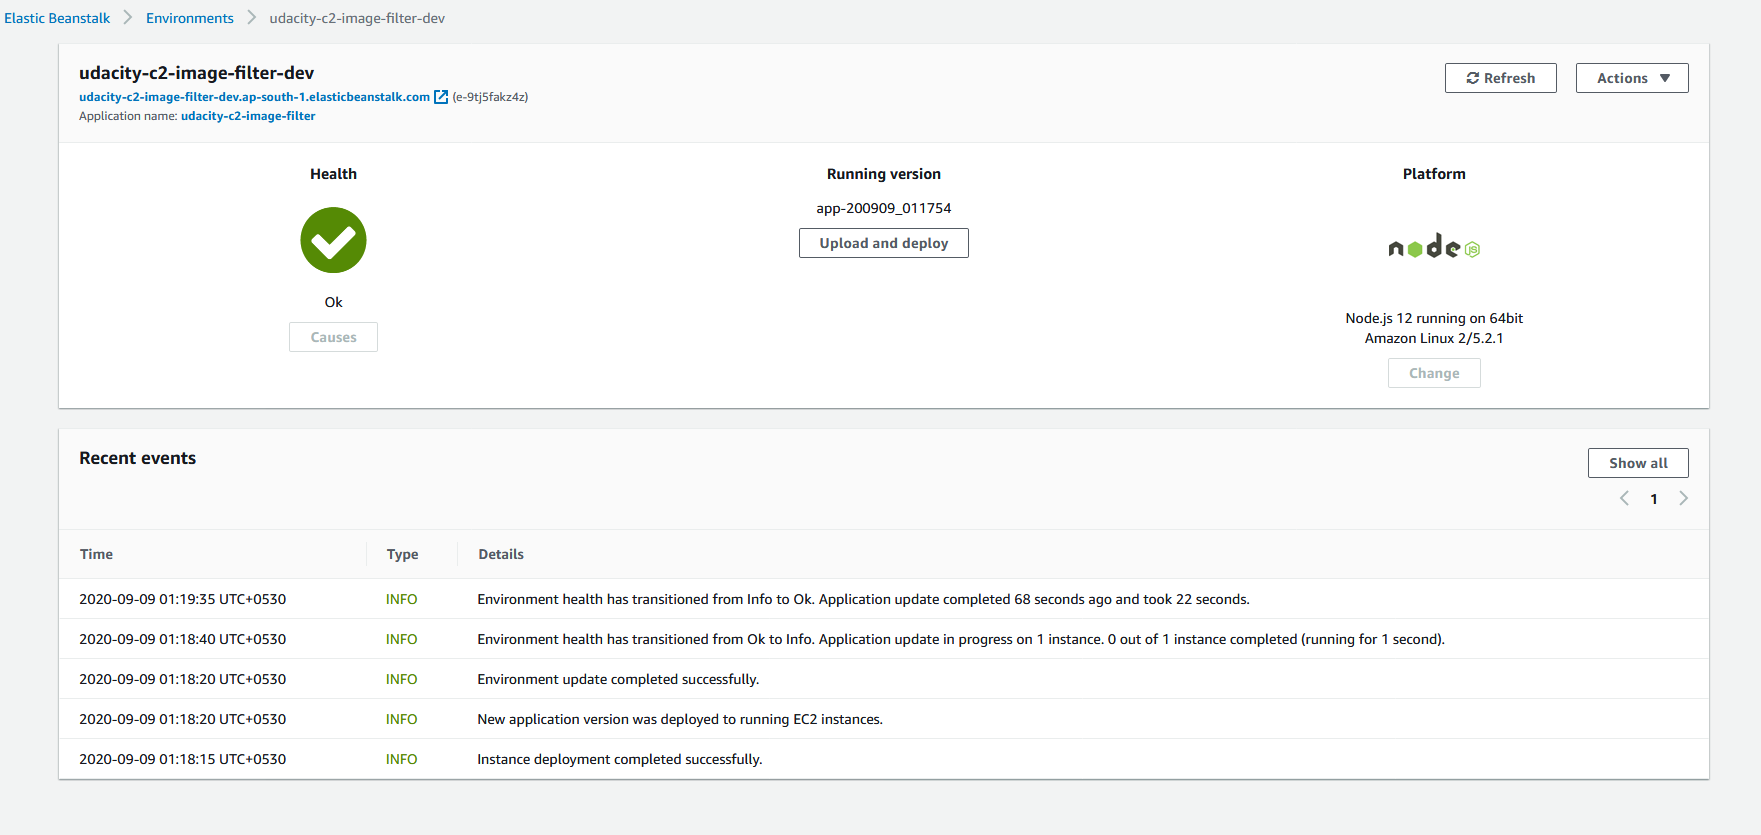 Elastic Beanstalk > Environments > udacity-c2-image-filter-dev
udacity-c2-image-filter-dev
Refresh
Actions
udacity-c2-image-filter-dev.ap-south-1.elasticbeanstalk.com (e-9tj5fakz4z)
Application name: udacity-c2-image-filter
Health
Ok
Causes
Running version
app-200909_011754
Upload and deploy
Platform
node JS
Node.js 12 running on 64bit
Amazon Linux 2/5.2.1
Change
Recent events
Show all
1
Time Type Details
2020-09-09 01:19:35 UTC+0530 INFO Environment health has transitioned from Info to Ok. Application update completed 68 seconds ago and took 22 seconds.
2020-09-09 01:18:40 UTC+0530 INFO Environment health has transitioned from Ok to Info. Application update in progress on 1 instance. 0 out of 1 instance completed (running for 1 second).
2020-09-09 01:18:20 UTC+0530 INFO Environment update completed successfully.
2020-09-09 01:18:20 UTC+0530 INFO New application version was deployed to running EC2 instances.
2020-09-09 01:18:15 UTC+0530 INFO Instance deployment completed successfully.